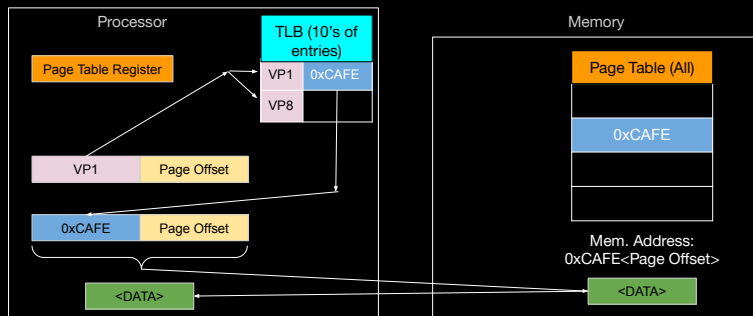 Processor
Memory
TLB (10's of
entries)
Page Table Register
VP1 0xCAFE
VP8
Page Table (All)
0xCAFE
VP1 Page Offset
0xCAFE Page Offset
Mem. Address:
0xCAFE<Page Offset>
<DATA>
<DATA>